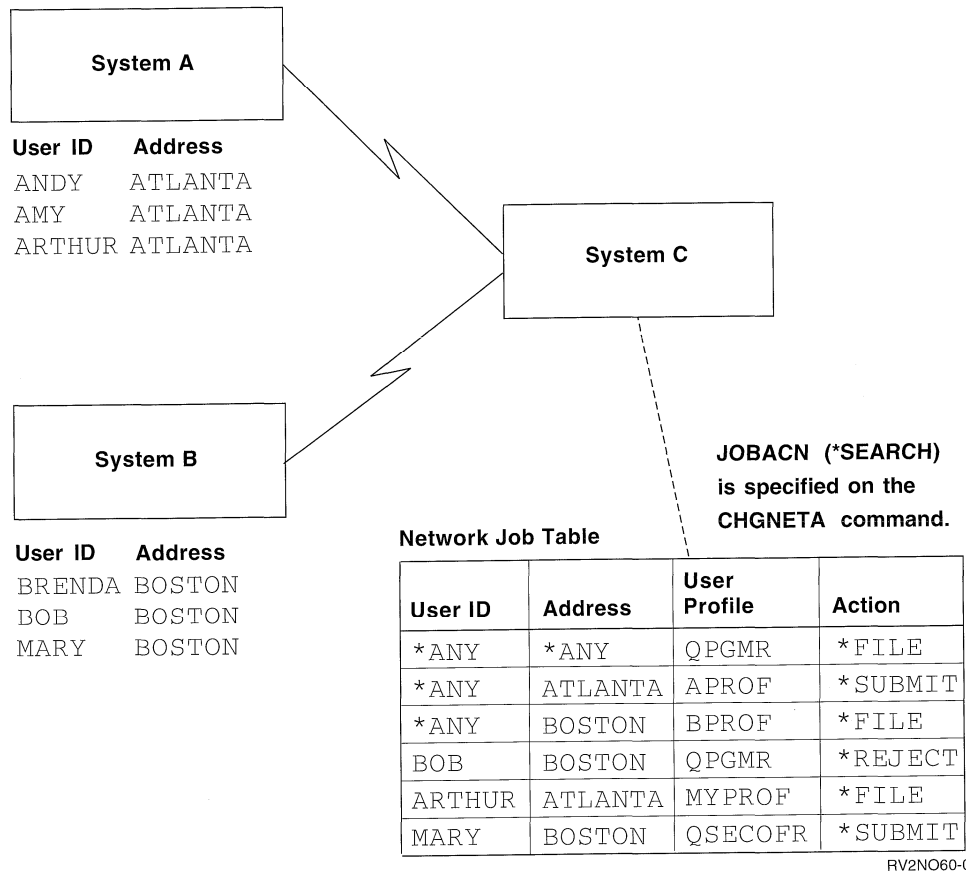 System A
User ID Address
ANDY ATLANTA
AMY ATLANTA
ARTHUR ATLANTA
System C
System B
User ID Address
BRENDA BOSTON
BOB BOSTON
MARY BOSTON
JOBACN (*SEARCH)
is specified on the
CHGNETA command.
Network Job Table
User ID Address User Profile Action
*ANY *ANY QPGMR *FILE
*ANY ATLANTA APROF *SUBMIT
*ANY BOSTON BPROF *FILE
BOB BOSTON QPGMR *REJECT
ARTHUR ATLANTA MYPROF *FILE
MARY BOSTON QSECOFR *SUBMIT
RV2NO60-0